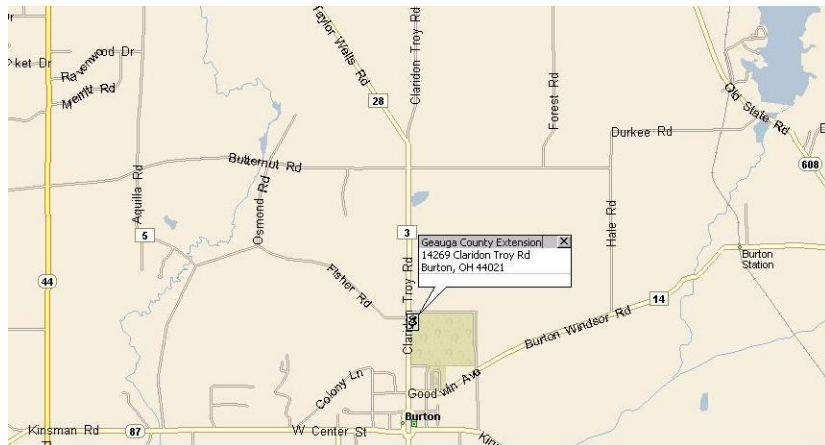 Taylor Wells Rd
Claridon Troy Rd
Ravenwood Dr
ket Dr
Merritt Rd
28
Forest Rd
Old State Rd
Durkee Rd
608
Butternut Rd
Aquilla Rd
Osmond Rd
Hale Rd
5
3
Geauga County Extension
14269 Claridon Troy Rd
Burton, OH 44021
Burton
Station
44
Fisher Rd
Claridon Troy Rd
14
Burton Windsor Rd
Colony Ln
Goodwin Ave
Burton
Kinsman Rd
87
W Center St